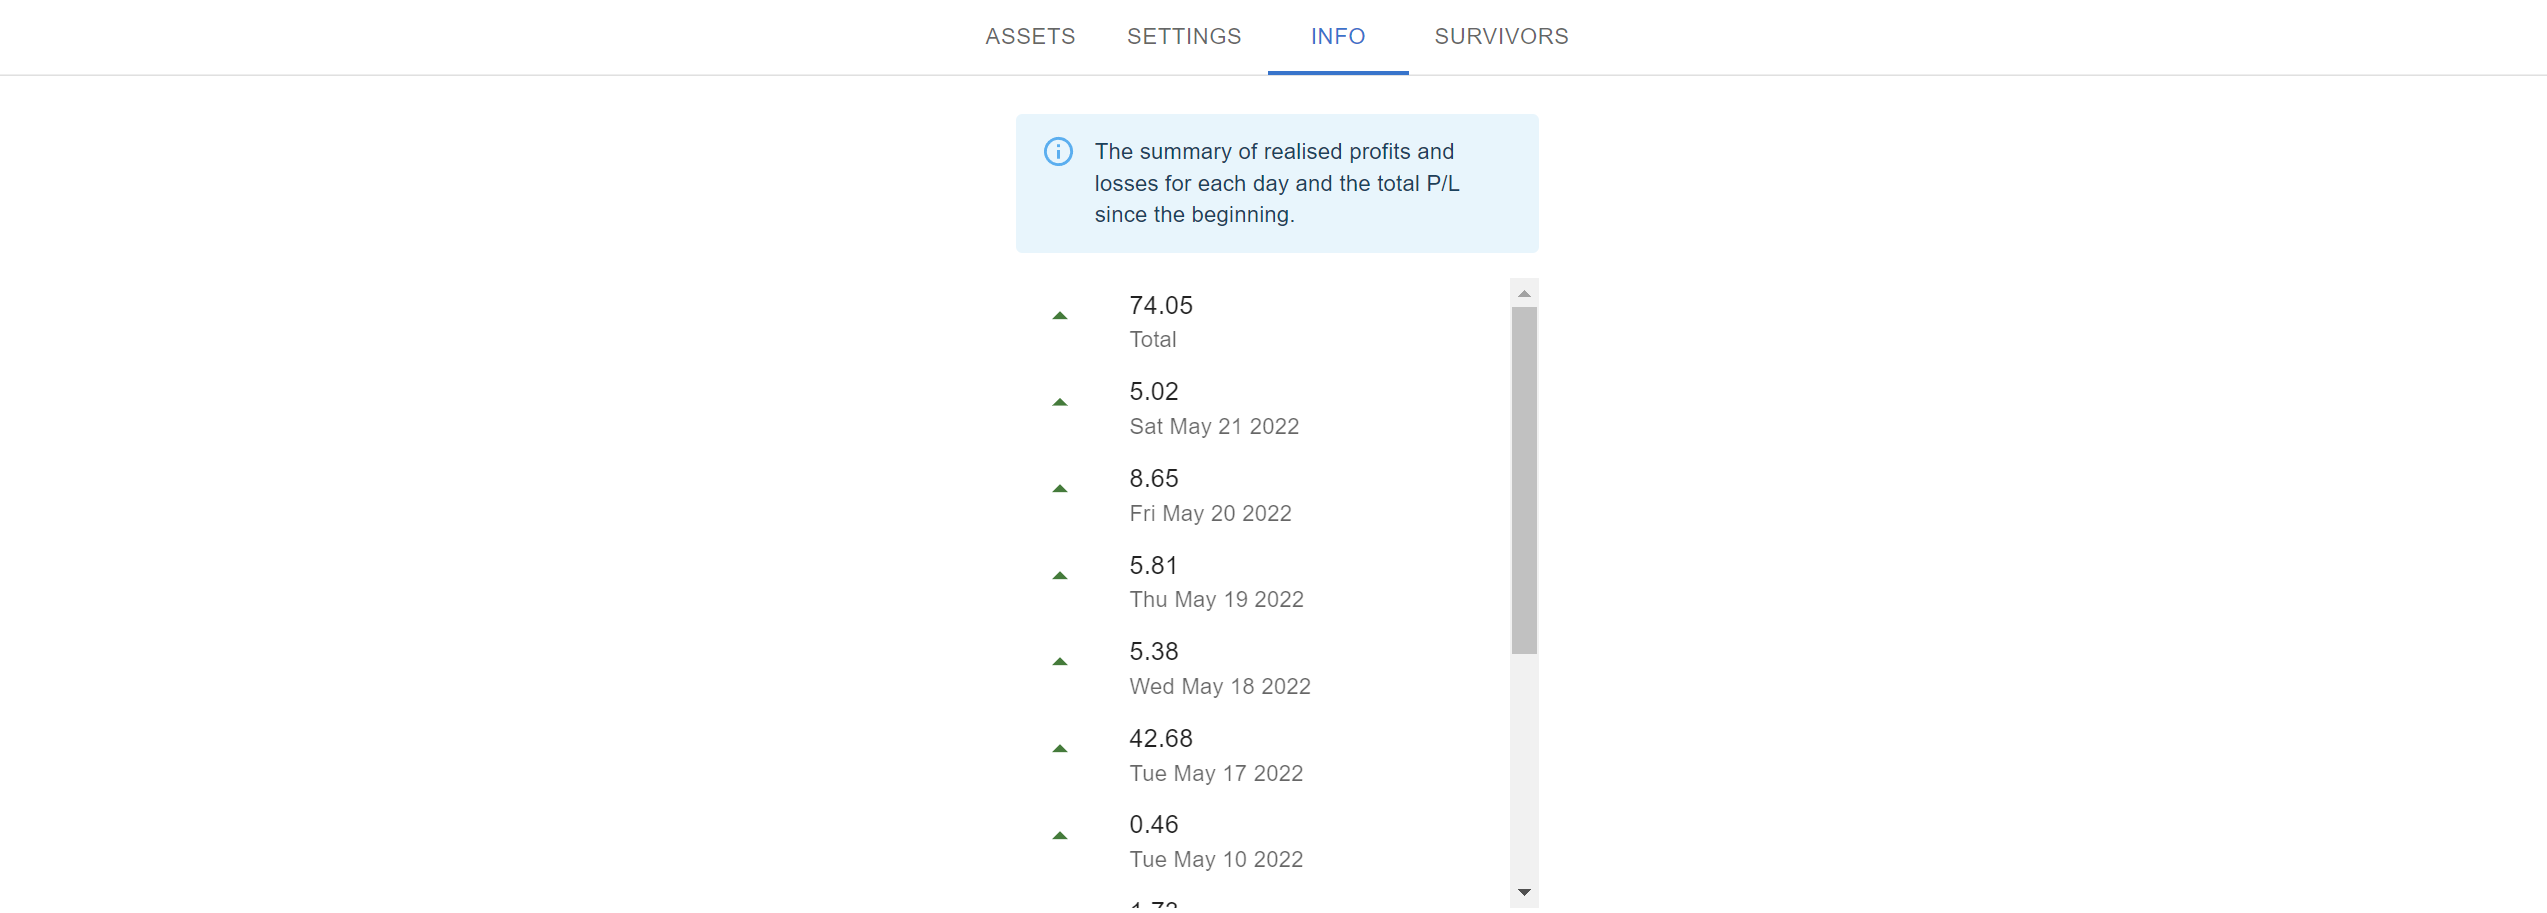 ASSETS SETTINGS INFO SURVIVORS
The summary of realised profits and
losses for each day and the total P/L
since the beginning.
74.05
Total
5.02
Sat May 21 2022
8.65
Fri May 20 2022
5.81
Thu May 19 2022
5.38
Wed May 18 2022
42.68
Tue May 17 2022
0.46
Tue May 10 2022